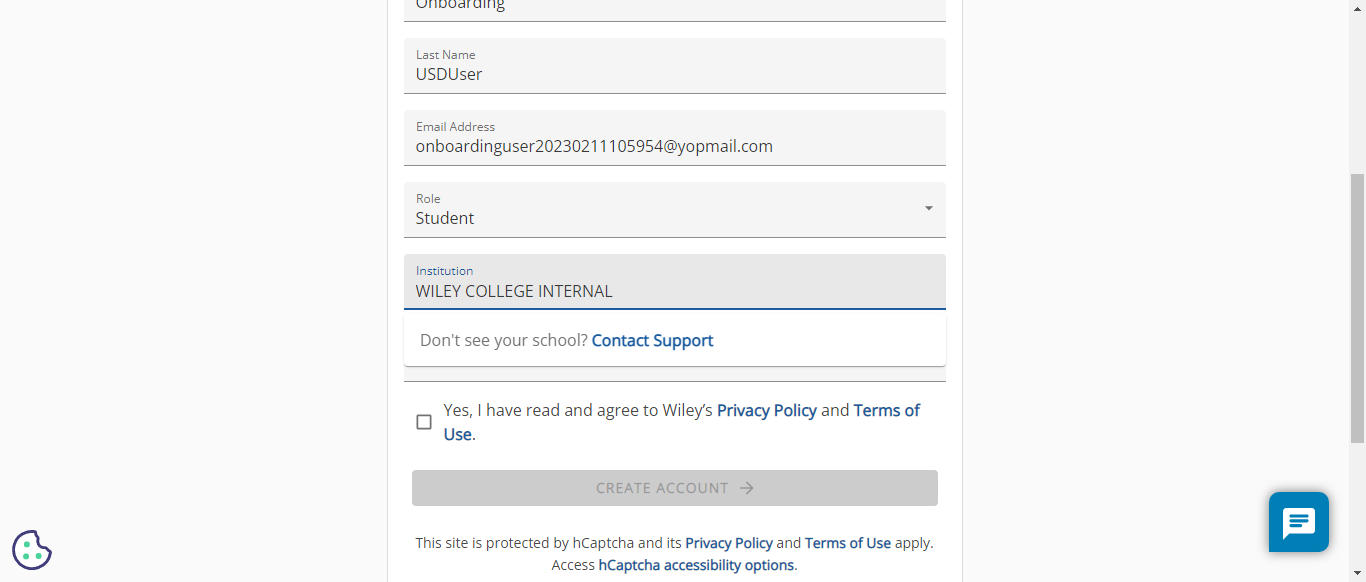 Onboarding
Last Name
USDUser
Email Address
onboardinguser20230211105954@yopmail.com
Role
Student
Institution
WILEY COLLEGE INTERNAL
Don't see your school? Contact Support
Yes, I have read and agree to Wiley’s Privacy Policy and Terms of
Use.
CREATE ACCOUNT
This site is protected by hCaptcha and its Privacy Policy and Terms of Use apply.
Access hCaptcha accessibility options.